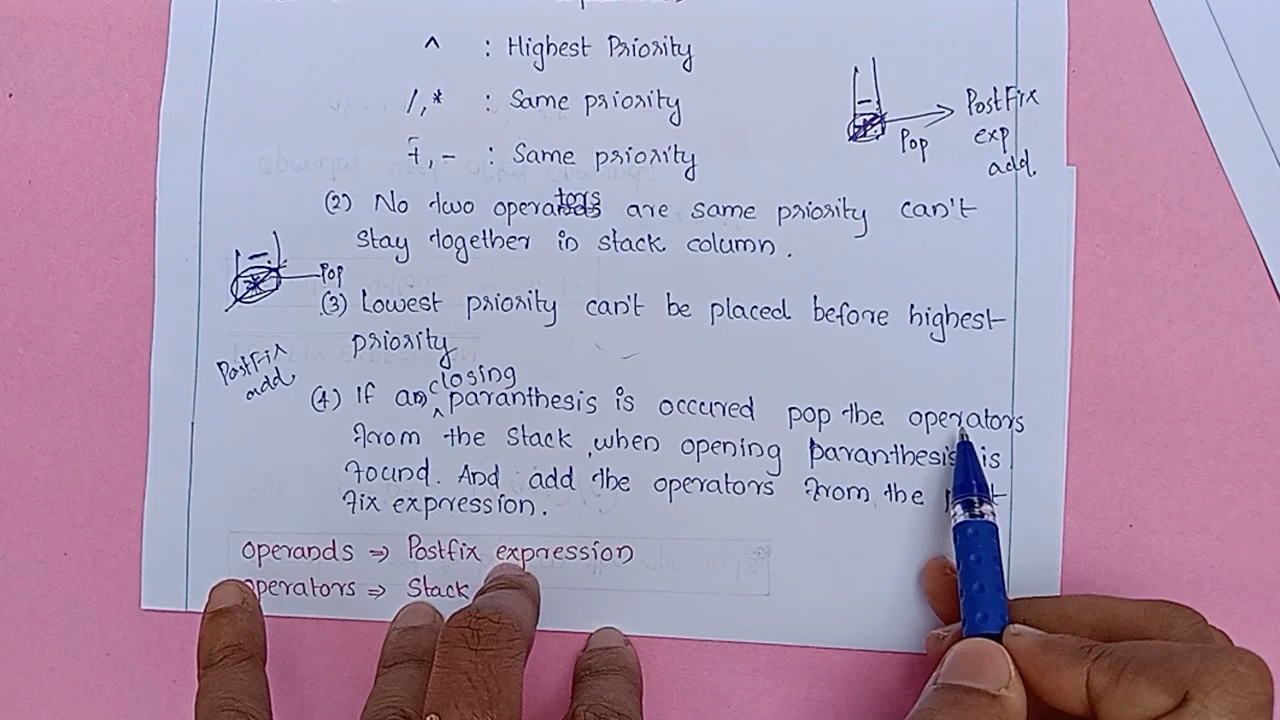 ^ : Highest Priority
/,* : Same priority
+,- : Same priority
Pop
PostFix
exp
add.
(2) No two operators are same priority can't
stay together in stack column.
Pop
PostFix
add.
(3) Lowest priority can't be placed before highest
priority
(4) If an closing paranthesis is occured pop the operators
from the stack, when opening paranthesis is
found. And add the operators from the
fix expression.
operands ⇒ Postfix expression
operators ⇒ Stack